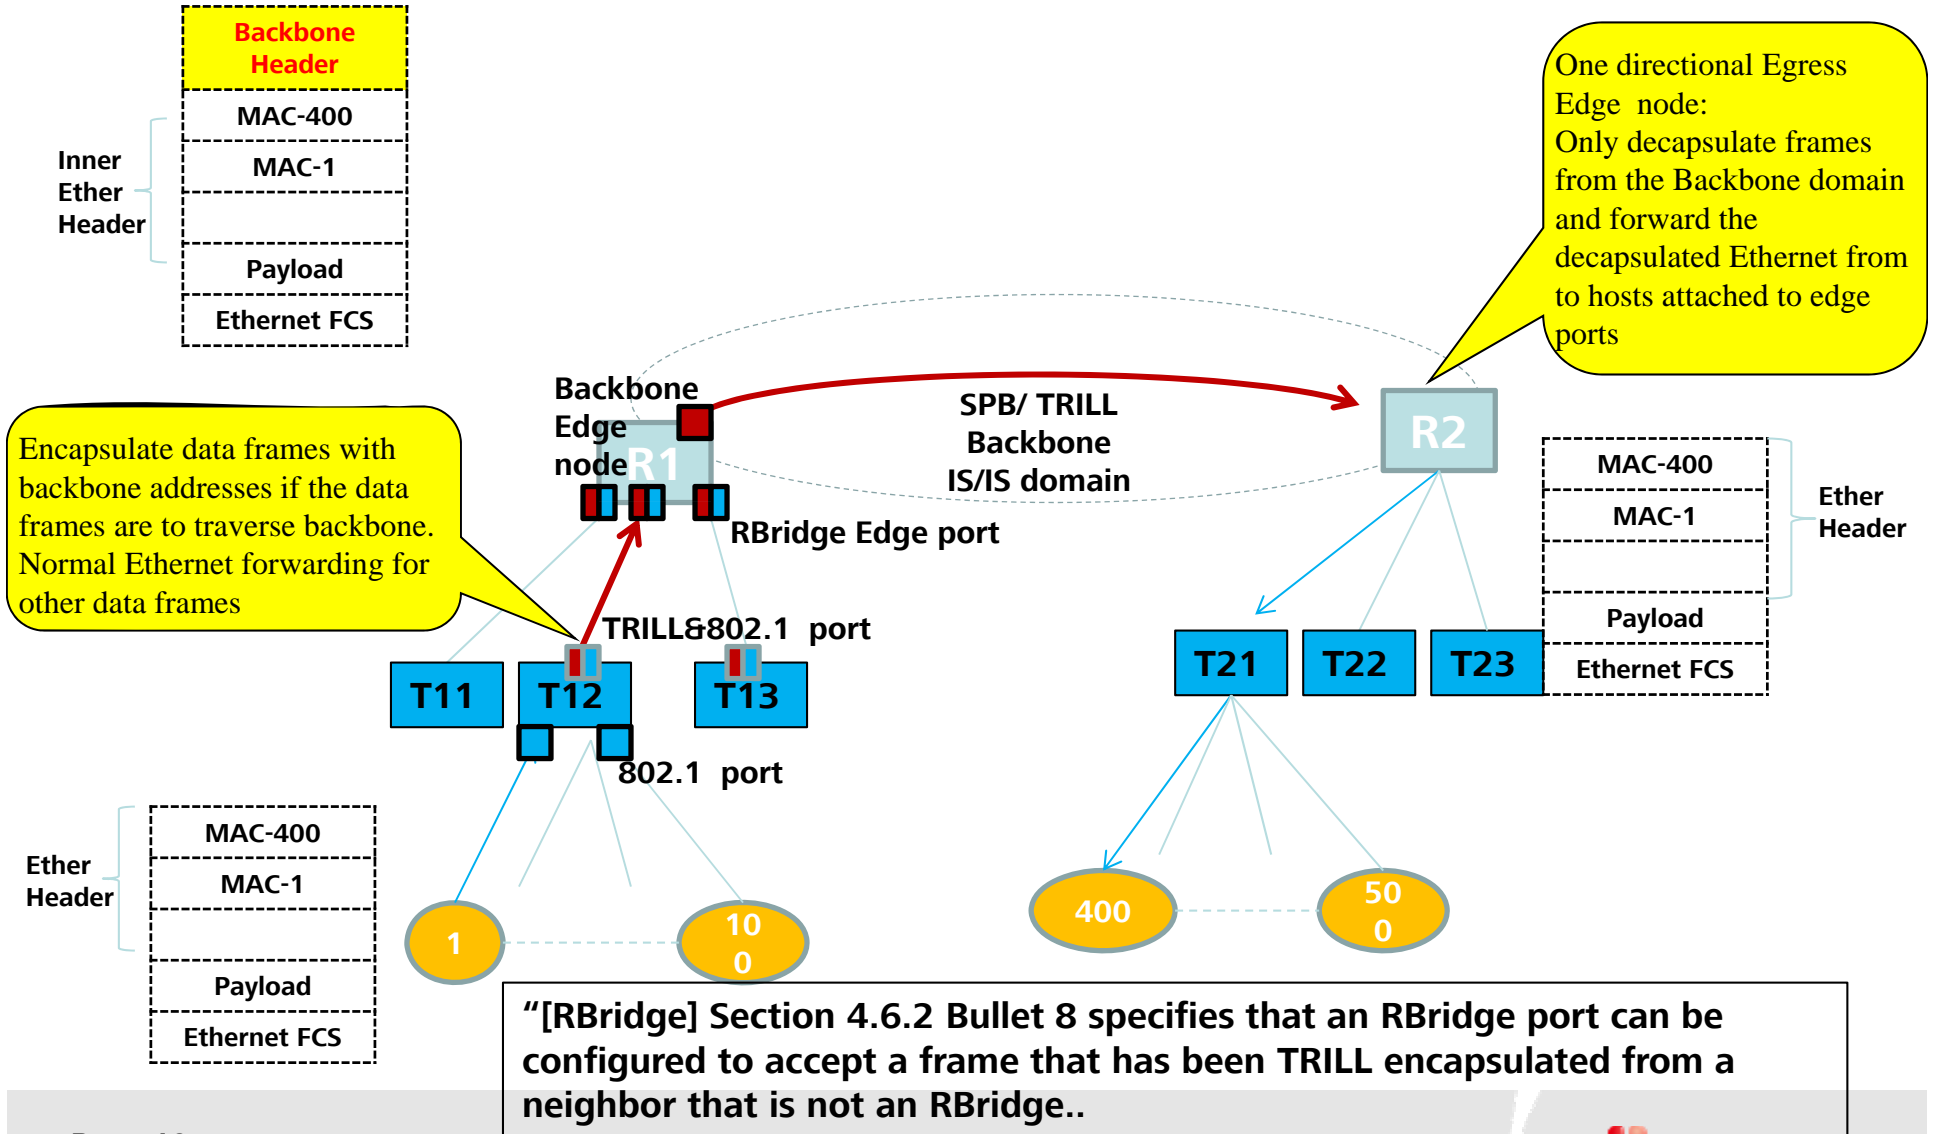 Backbone
Header
MAC-400
MAC-1
Payload
Ethernet FCS
Inner
Ether
Header
One directional Egress
Edge node:
Only decapsulate frames
from the Backbone domain
and forward the
decapsulated Ethernet from
to hosts attached to edge
ports
Backbone
Edge
node
R1
SPB/ TRILL
Backbone
IS/IS domain
R2
RBridge Edge port
Encapsulate data frames with
backbone addresses if the data
frames are to traverse backbone.
Normal Ethernet forwarding for
other data frames
MAC-400
MAC-1
Payload
Ethernet FCS
Ether
Header
TRILL&802.1 port
T11
T12
T13
T21
T22
T23
802.1 port
MAC-400
MAC-1
Payload
Ethernet FCS
Ether
Header
1
10
0
400
50
0
“[RBridge] Section 4.6.2 Bullet 8 specifies that an RBridge port can be
configured to accept a frame that has been TRILL encapsulated from a
neighbor that is not an RBridge..